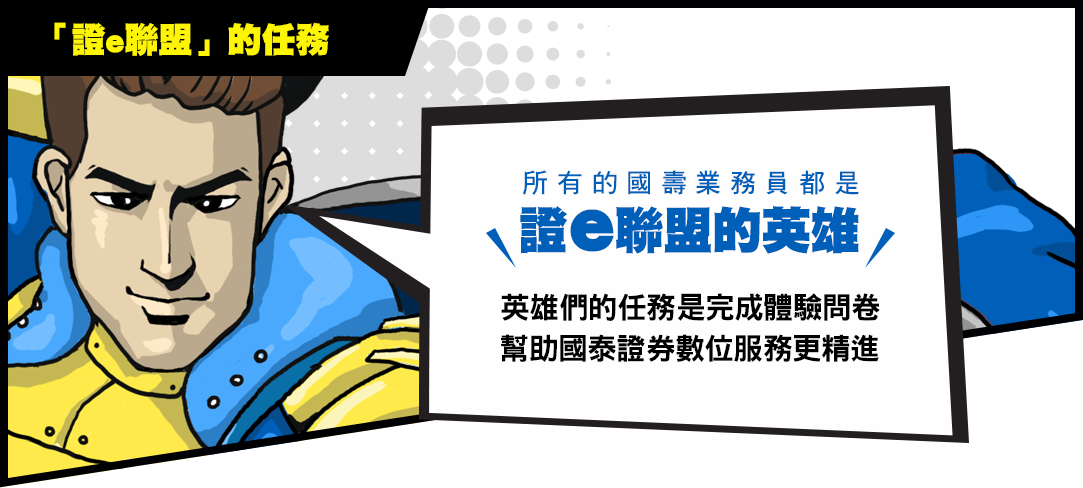 「證e聯盟」的任務
所有的國壽業務員都是
證e聯盟的英雄
英雄們的任務是完成體驗問卷
幫助國泰證券數位服務更精進